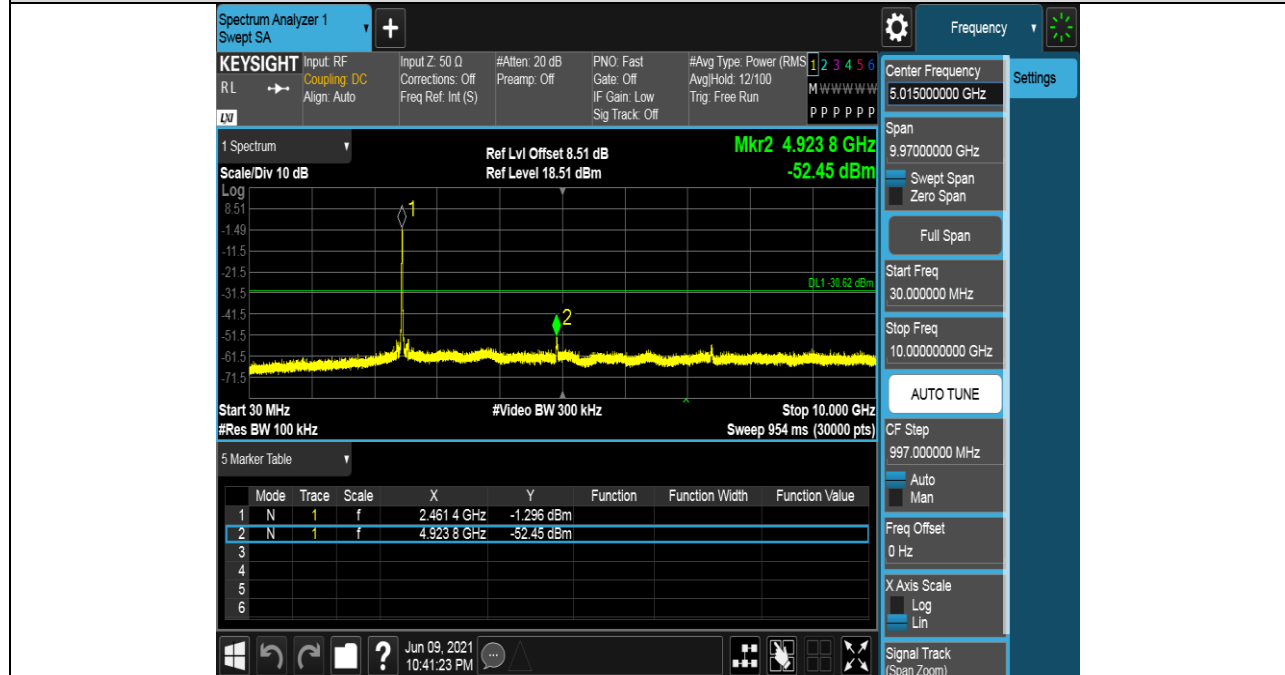 Spectrum Analyzer 1
Swept SA
+
Frequency
KEYSIGHT
RL
LXI
Input: RF
Coupling: DC
Align: Auto
Input Z: 50 Ω
Corrections: Off
Freq Ref: Int (S)
#Atten: 20 dB
Preamp: Off
PNO: Fast
Gate: Off
IF Gain: Low
Sig Track: Off
#Avg Type: Power (RMS
Avg|Hold: 12/100
Trig: Free Run
1 2 3 4 5 6
M W W W W W
P P P P P P
1 Spectrum
Scale/Div 10 dB
Ref Lvl Offset 8.51 dB
Ref Level 18.51 dBm
Mkr2 4.923 8 GHz
-52.45 dBm
Log
8.51
-1.49
-11.5
-21.5
-31.5
-41.5
-51.5
-61.5
-71.5
1
2
DL1 -30.62 dBm
Start 30 MHz
#Video BW 300 kHz
Stop 10.000 GHz
#Res BW 100 kHz
Sweep 954 ms (30000 pts)
5 Marker Table
Mode Trace Scale X Y Function Function Width Function Value
1 N 1 f 2.461 4 GHz -1.296 dBm
2 N 1 f 4.923 8 GHz -52.45 dBm
3
4
5
6
?
Jun 09, 2021
10:41:23 PM
Center Frequency
5.015000000 GHz
Settings
Span
9.97000000 GHz
Swept Span
Zero Span
Full Span
Start Freq
30.000000 MHz
Stop Freq
10.000000000 GHz
AUTO TUNE
CF Step
997.000000 MHz
Auto
Man
Freq Offset
0 Hz
X Axis Scale
Log
Lin
Signal Track
(Span Zoom)